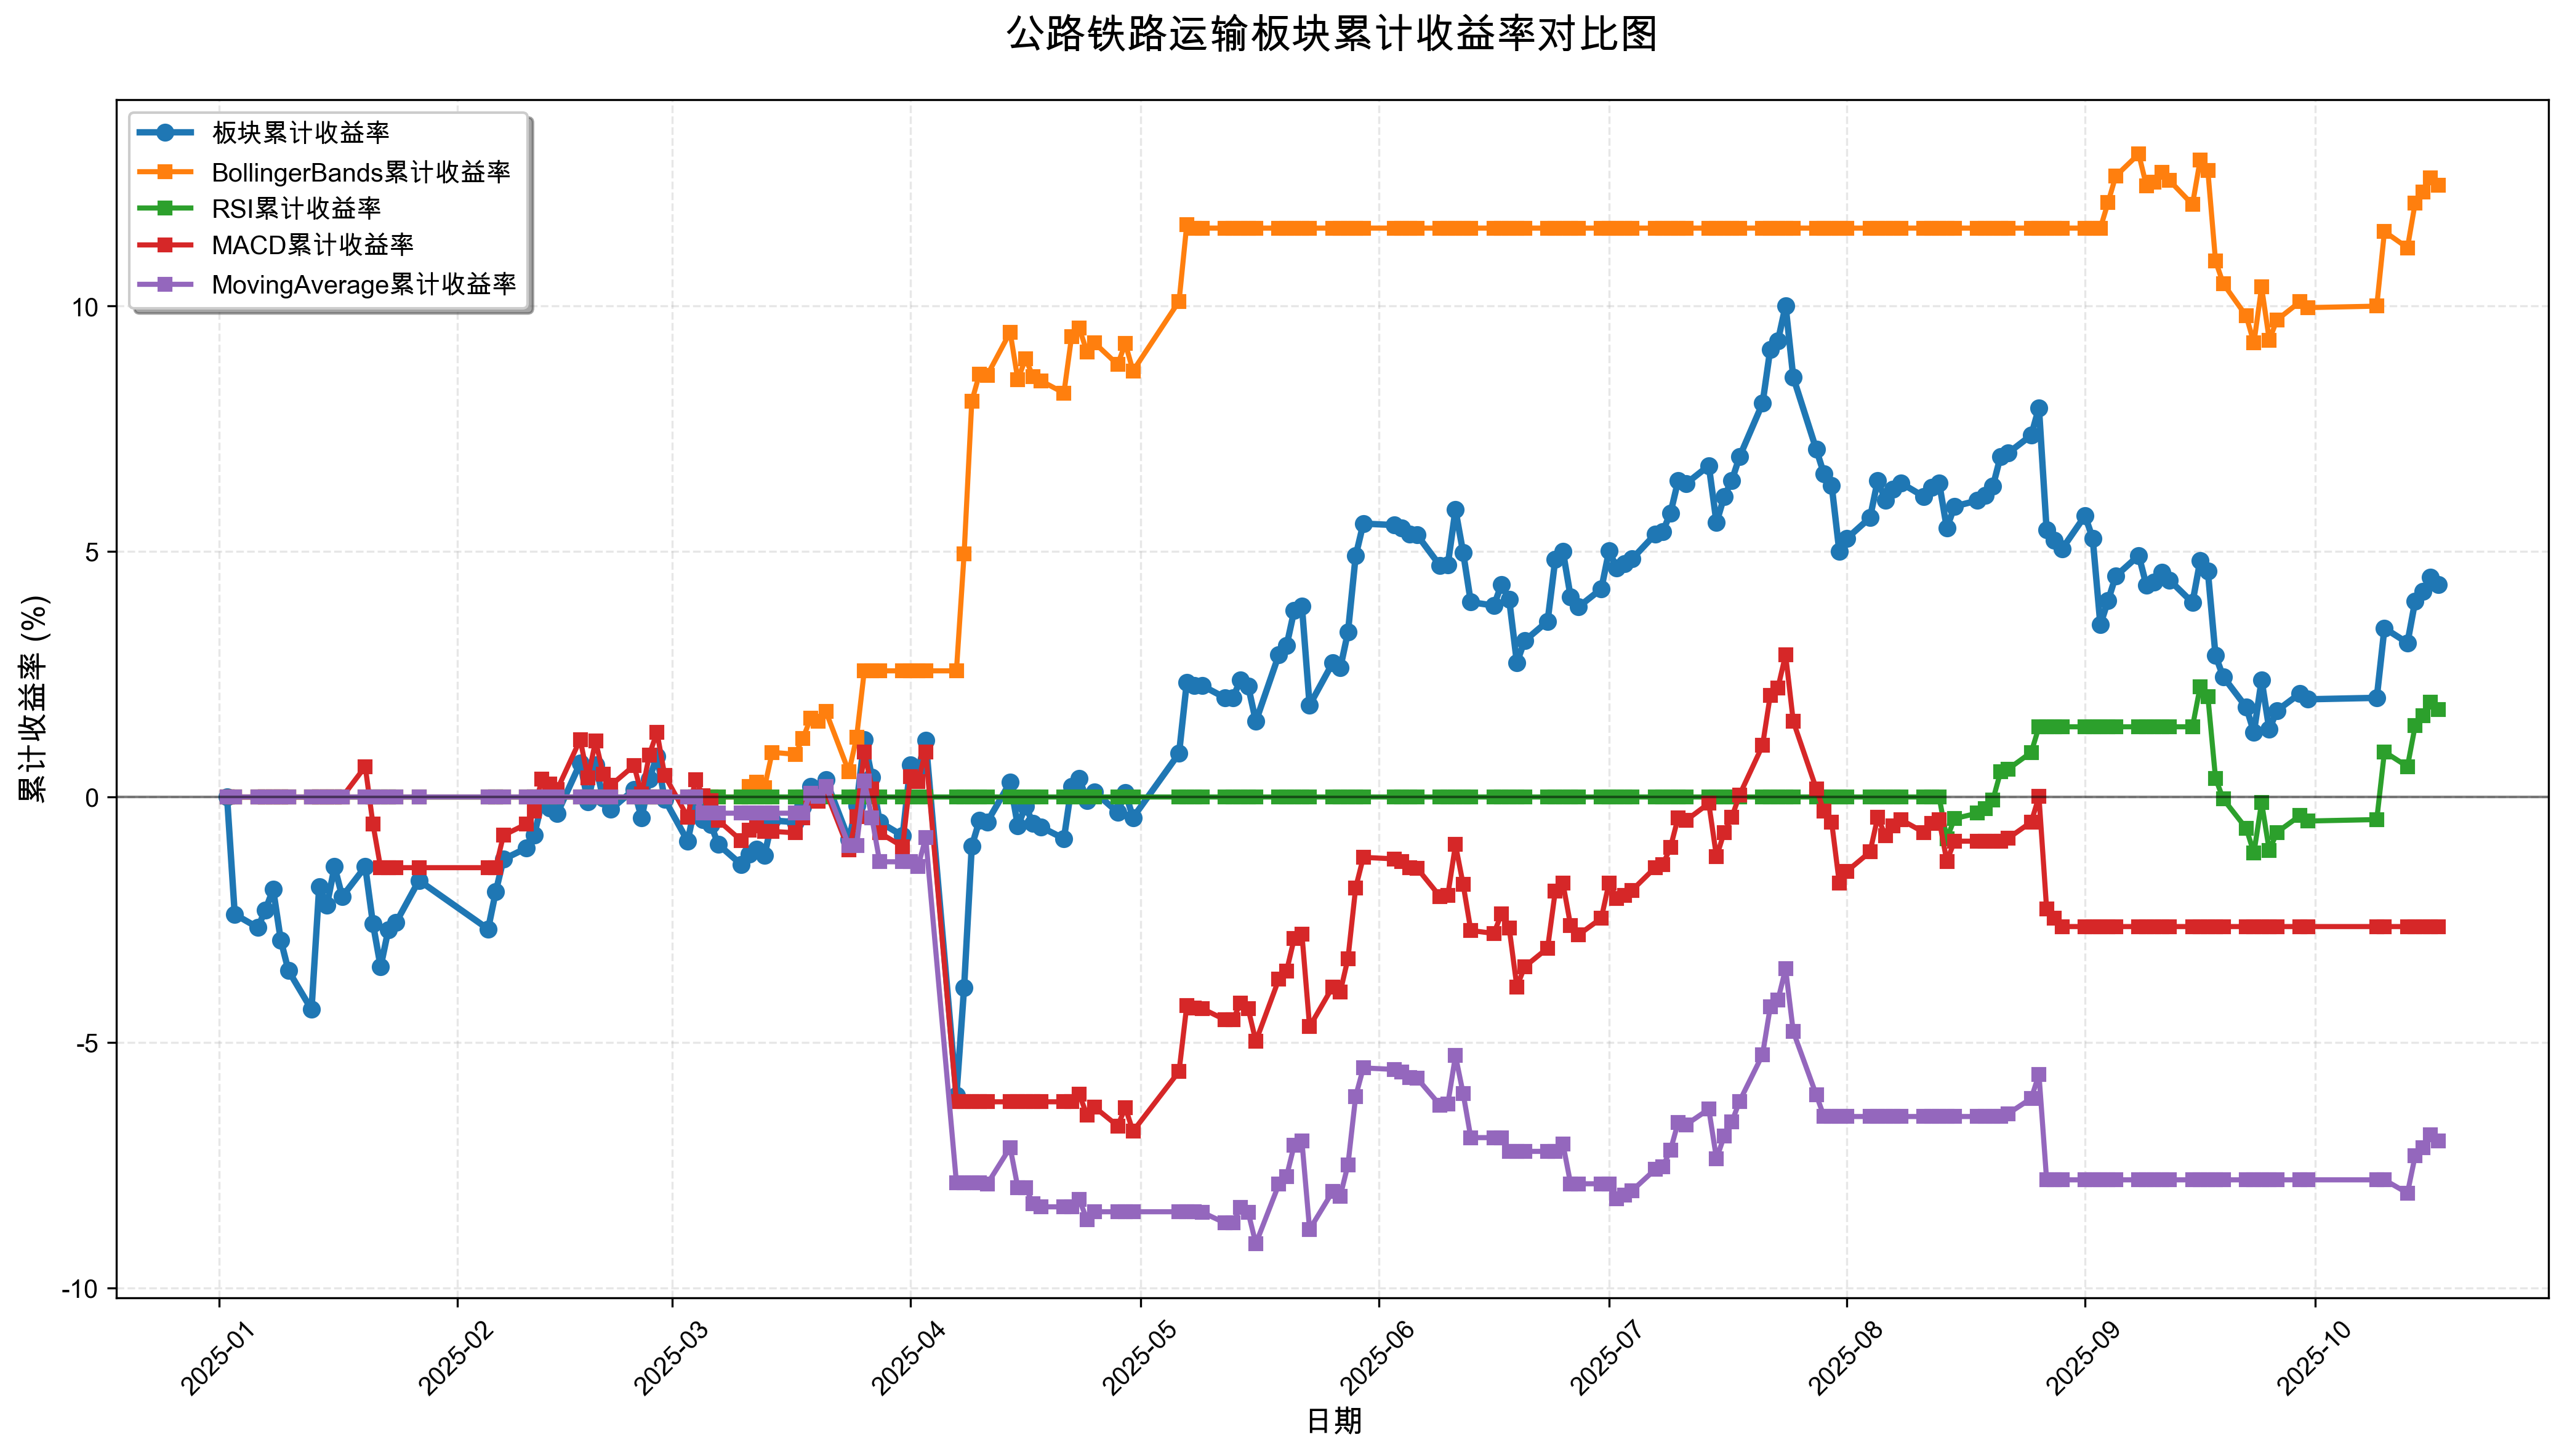 公路铁路运输板块累计收益率对比图
板块累计收益率
BollingerBands累计收益率
RSI累计收益率
MACD累计收益率
MovingAverage累计收益率
累计收益率 (%)
10
5
0
-5
-10
2025-01
2025-02
2025-03
2025-04
2025-05
2025-06
2025-07
2025-08
2025-09
2025-10
日期